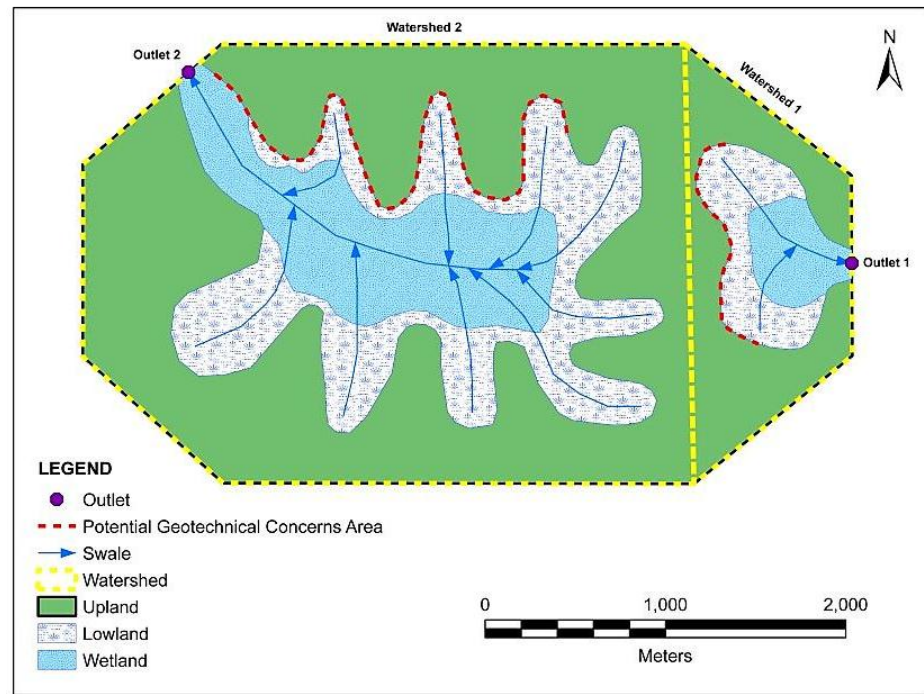 Watershed 2
Outlet 2
N
Watershed 1
Outlet 1
LEGEND
Outlet
Potential Geotechnical Concerns Area
Swale
Watershed
Upland
Lowland
Wetland
0 1,000 2,000
Meters